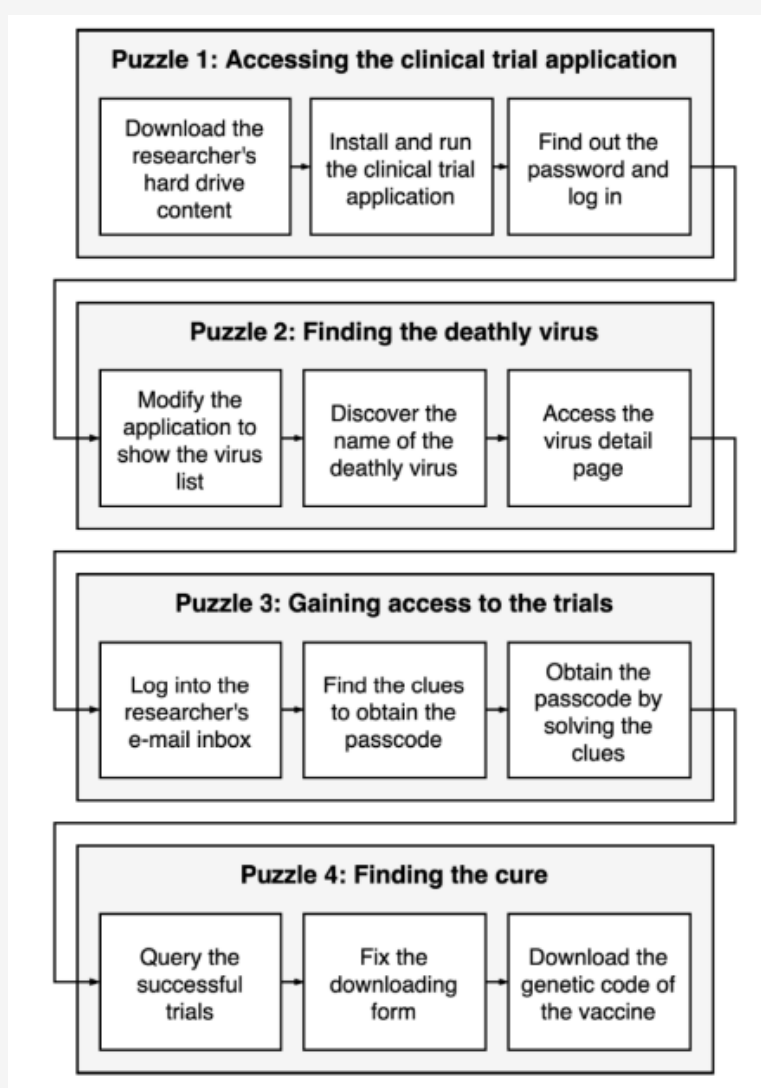 Puzzle 1: Accessing the clinical trial application
Download the
researcher's
hard drive
content
Install and run
the clinical trial
application
Find out the
password and
log in
Puzzle 2: Finding the deathly virus
Modify the
application to
show the virus
list
Discover the
name of the
deathly virus
Access the
virus detail
page
Puzzle 3: Gaining access to the trials
Log into the
researcher's
e-mail inbox
Find the clues
to obtain the
passcode
Obtain the
passcode by
solving the
clues
Puzzle 4: Finding the cure
Query the
successful
trials
Fix the
downloading
form
Download the
genetic code of
the vaccine